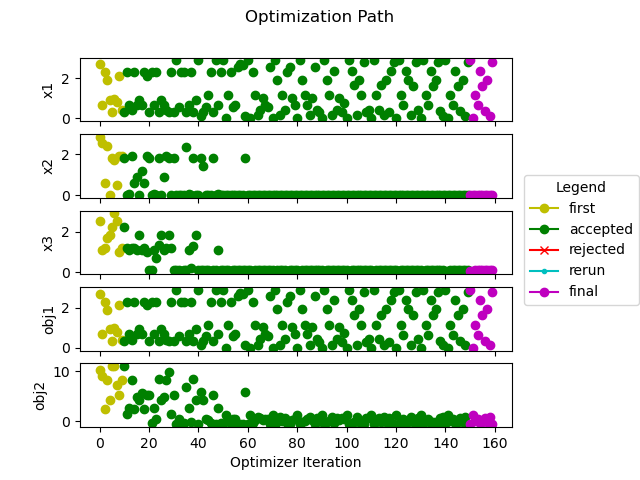 Optimization Path
x1
2
0
x2
2
0
x3
2
0
obj1
2
0
obj2
10
0
0 20 40 60 80 100 120 140 160
Optimizer Iteration
Legend
first
accepted
rejected
rerun
final